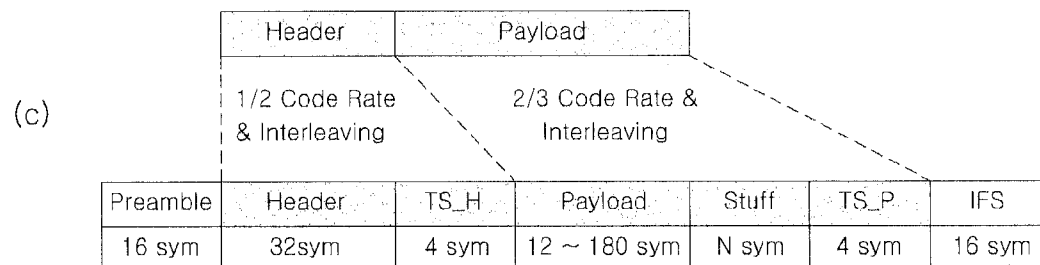 Header Payload
(c)
1/2 Code Rate
& Interleaving
2/3 Code Rate &
Interleaving
Preamble Header TS_H Payload Stuff TS_P IFS
16 sym 32sym 4 sym 12 ~ 180 sym N sym 4 sym 16 sym